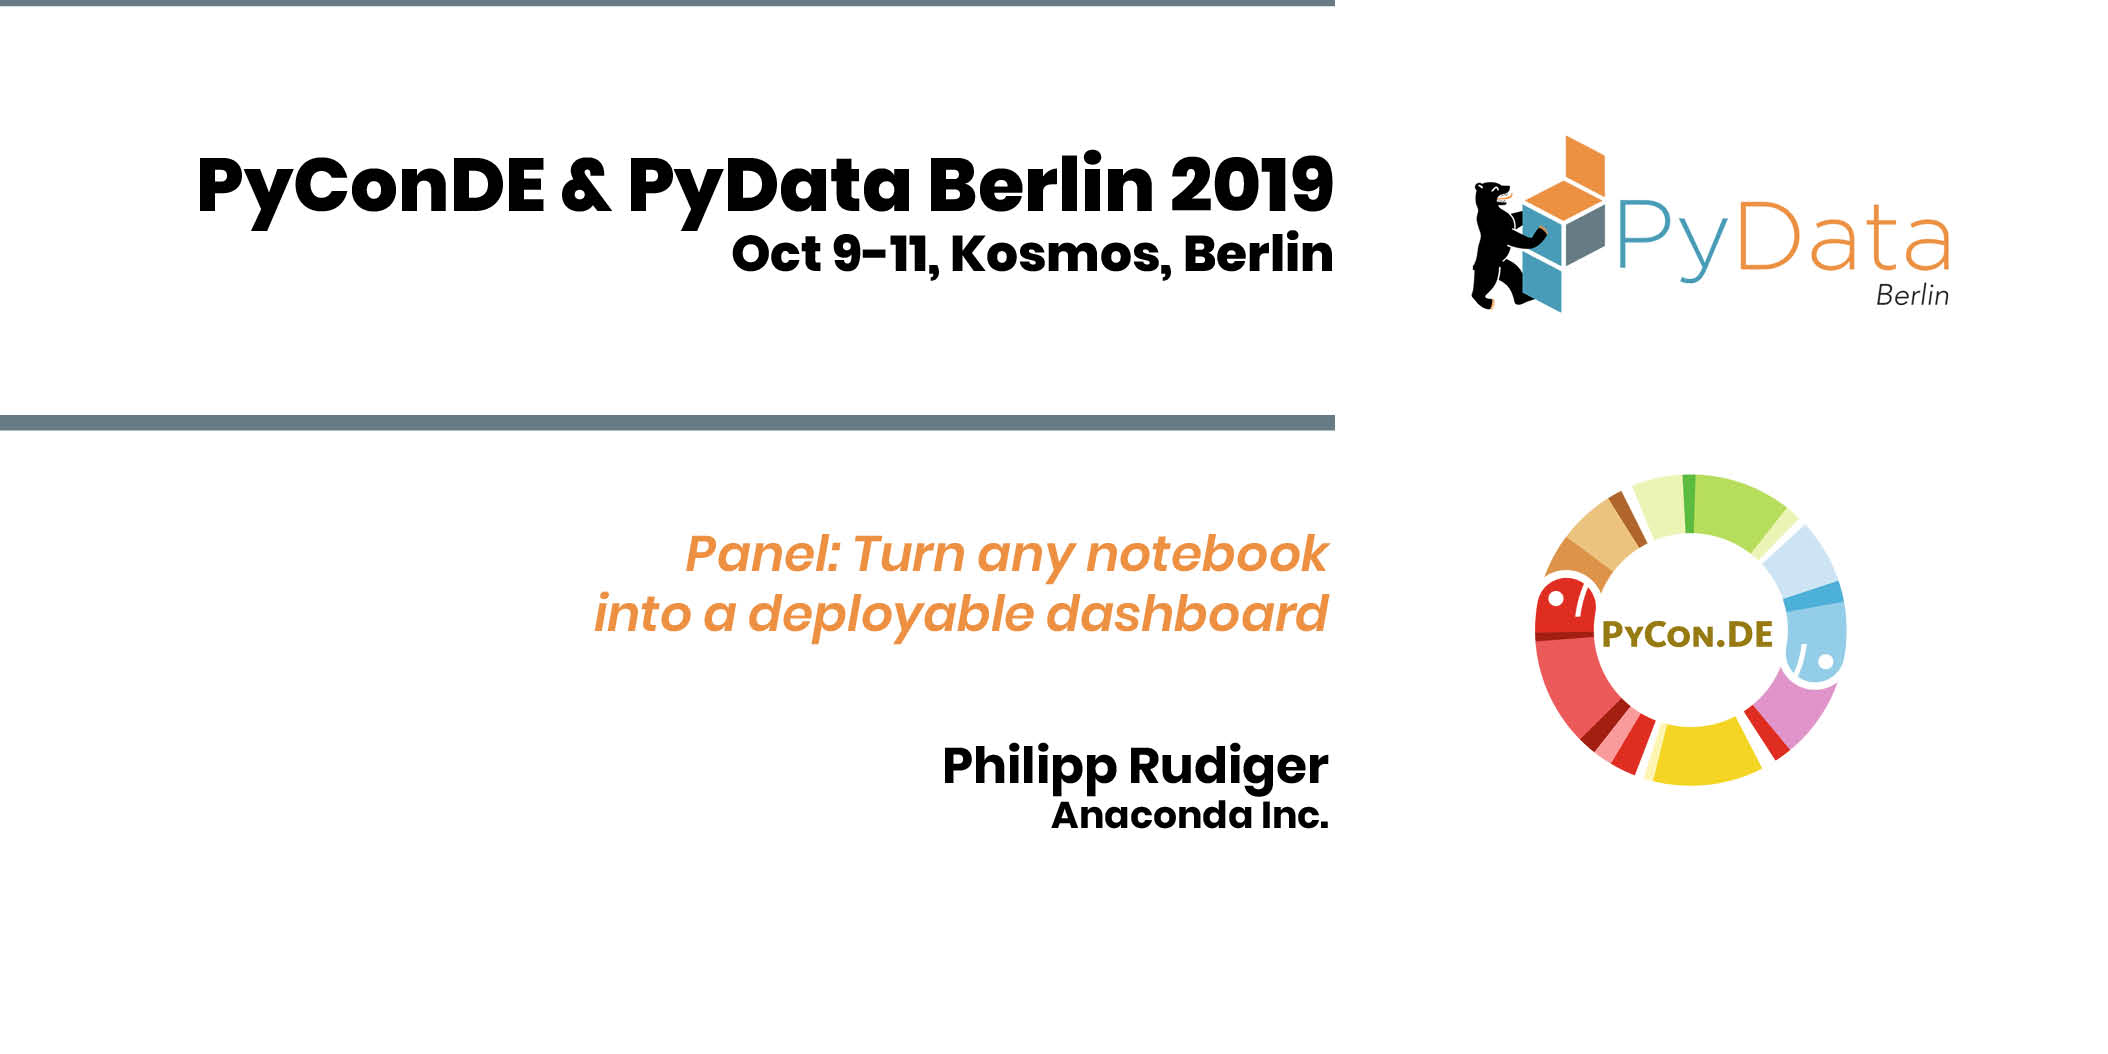 PyConDE & PyData Berlin 2019
Oct 9-11, Kosmos, Berlin
PyData
Berlin
Panel: Turn any notebook
into a deployable dashboard
PyCon.DE
Philipp Rudiger
Anaconda Inc.